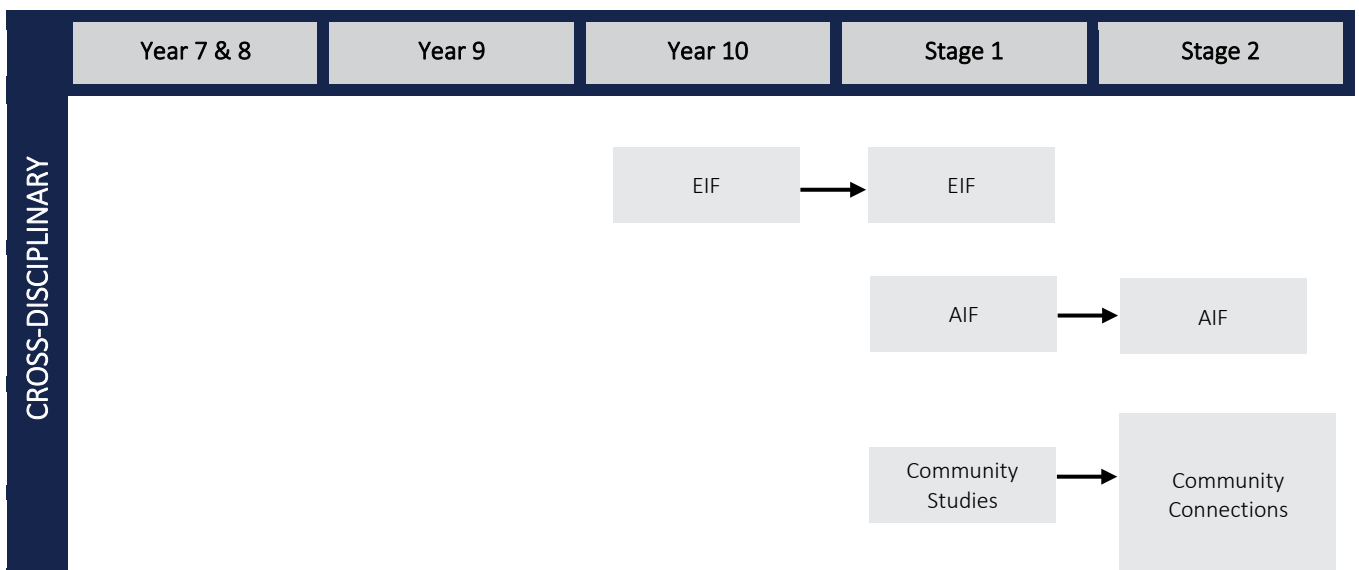 Year 7 & 8
Year 9
Year 10
Stage 1
Stage 2
CROSS-DISCIPLINARY
EIF
EIF
AIF
AIF
Community
Studies
Community
Connections